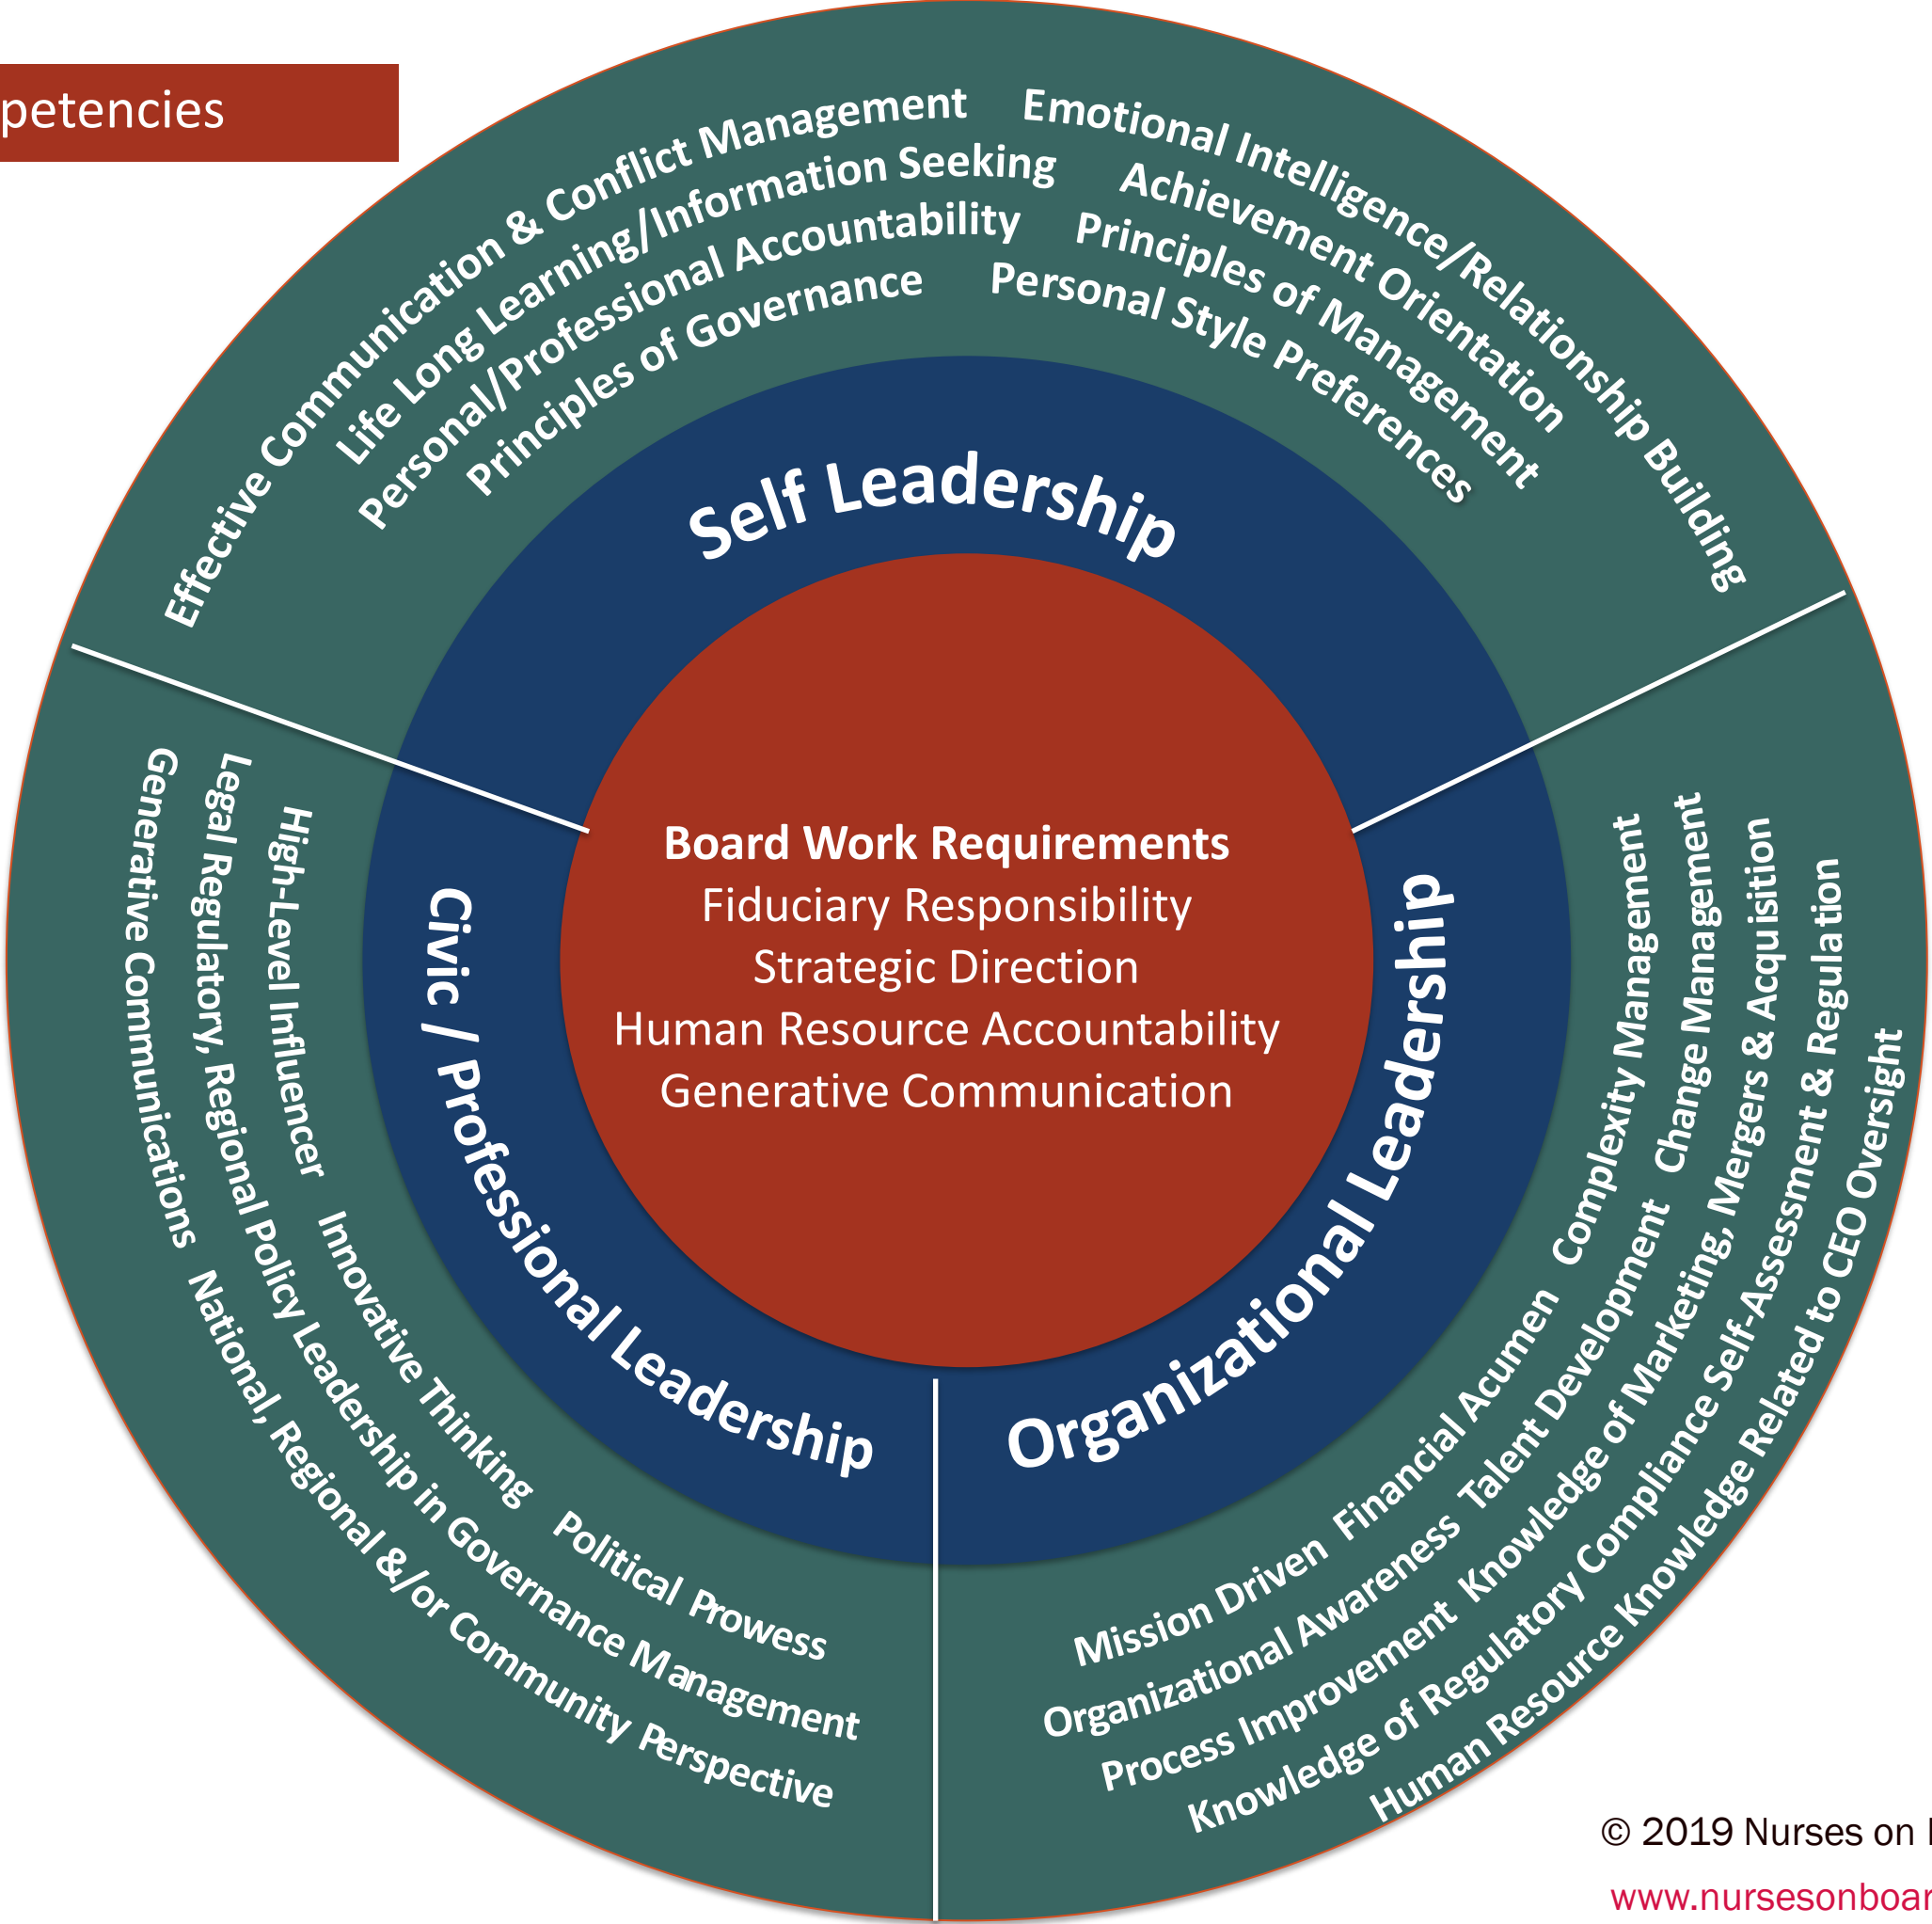 petencies
Effective Communication & Conflict Management Emotional Intelligence/Relationship Building
Life Long Learning/Information Seeking Achievement Orientation
Personal/Professional Accountability Principles of Management
Principles of Governance Personal Style Preferences
Self Leadership
Board Work Requirements
Fiduciary Responsibility
Strategic Direction
Human Resource Accountability
Generative Communication
Civic / Professional Leadership
High-Level Influencer Innovative Thinking Political Prowess
Legal Regulatory, Regional Policy Leadership in Governance Management
Generative Communications National, Regional &/or Community Perspective
Organizational Leadership
Mission Driven Financial Acumen Complexity Management
Organizational Awareness Talent Development Change Management
Process Improvement Knowledge of Marketing, Mergers & Acquisition
Knowledge of Regulatory Compliance Self-Assessment & Regulation
Human Resource Knowledge Related to CEO Oversight
© 2019 Nurses on
www.nursesonboar